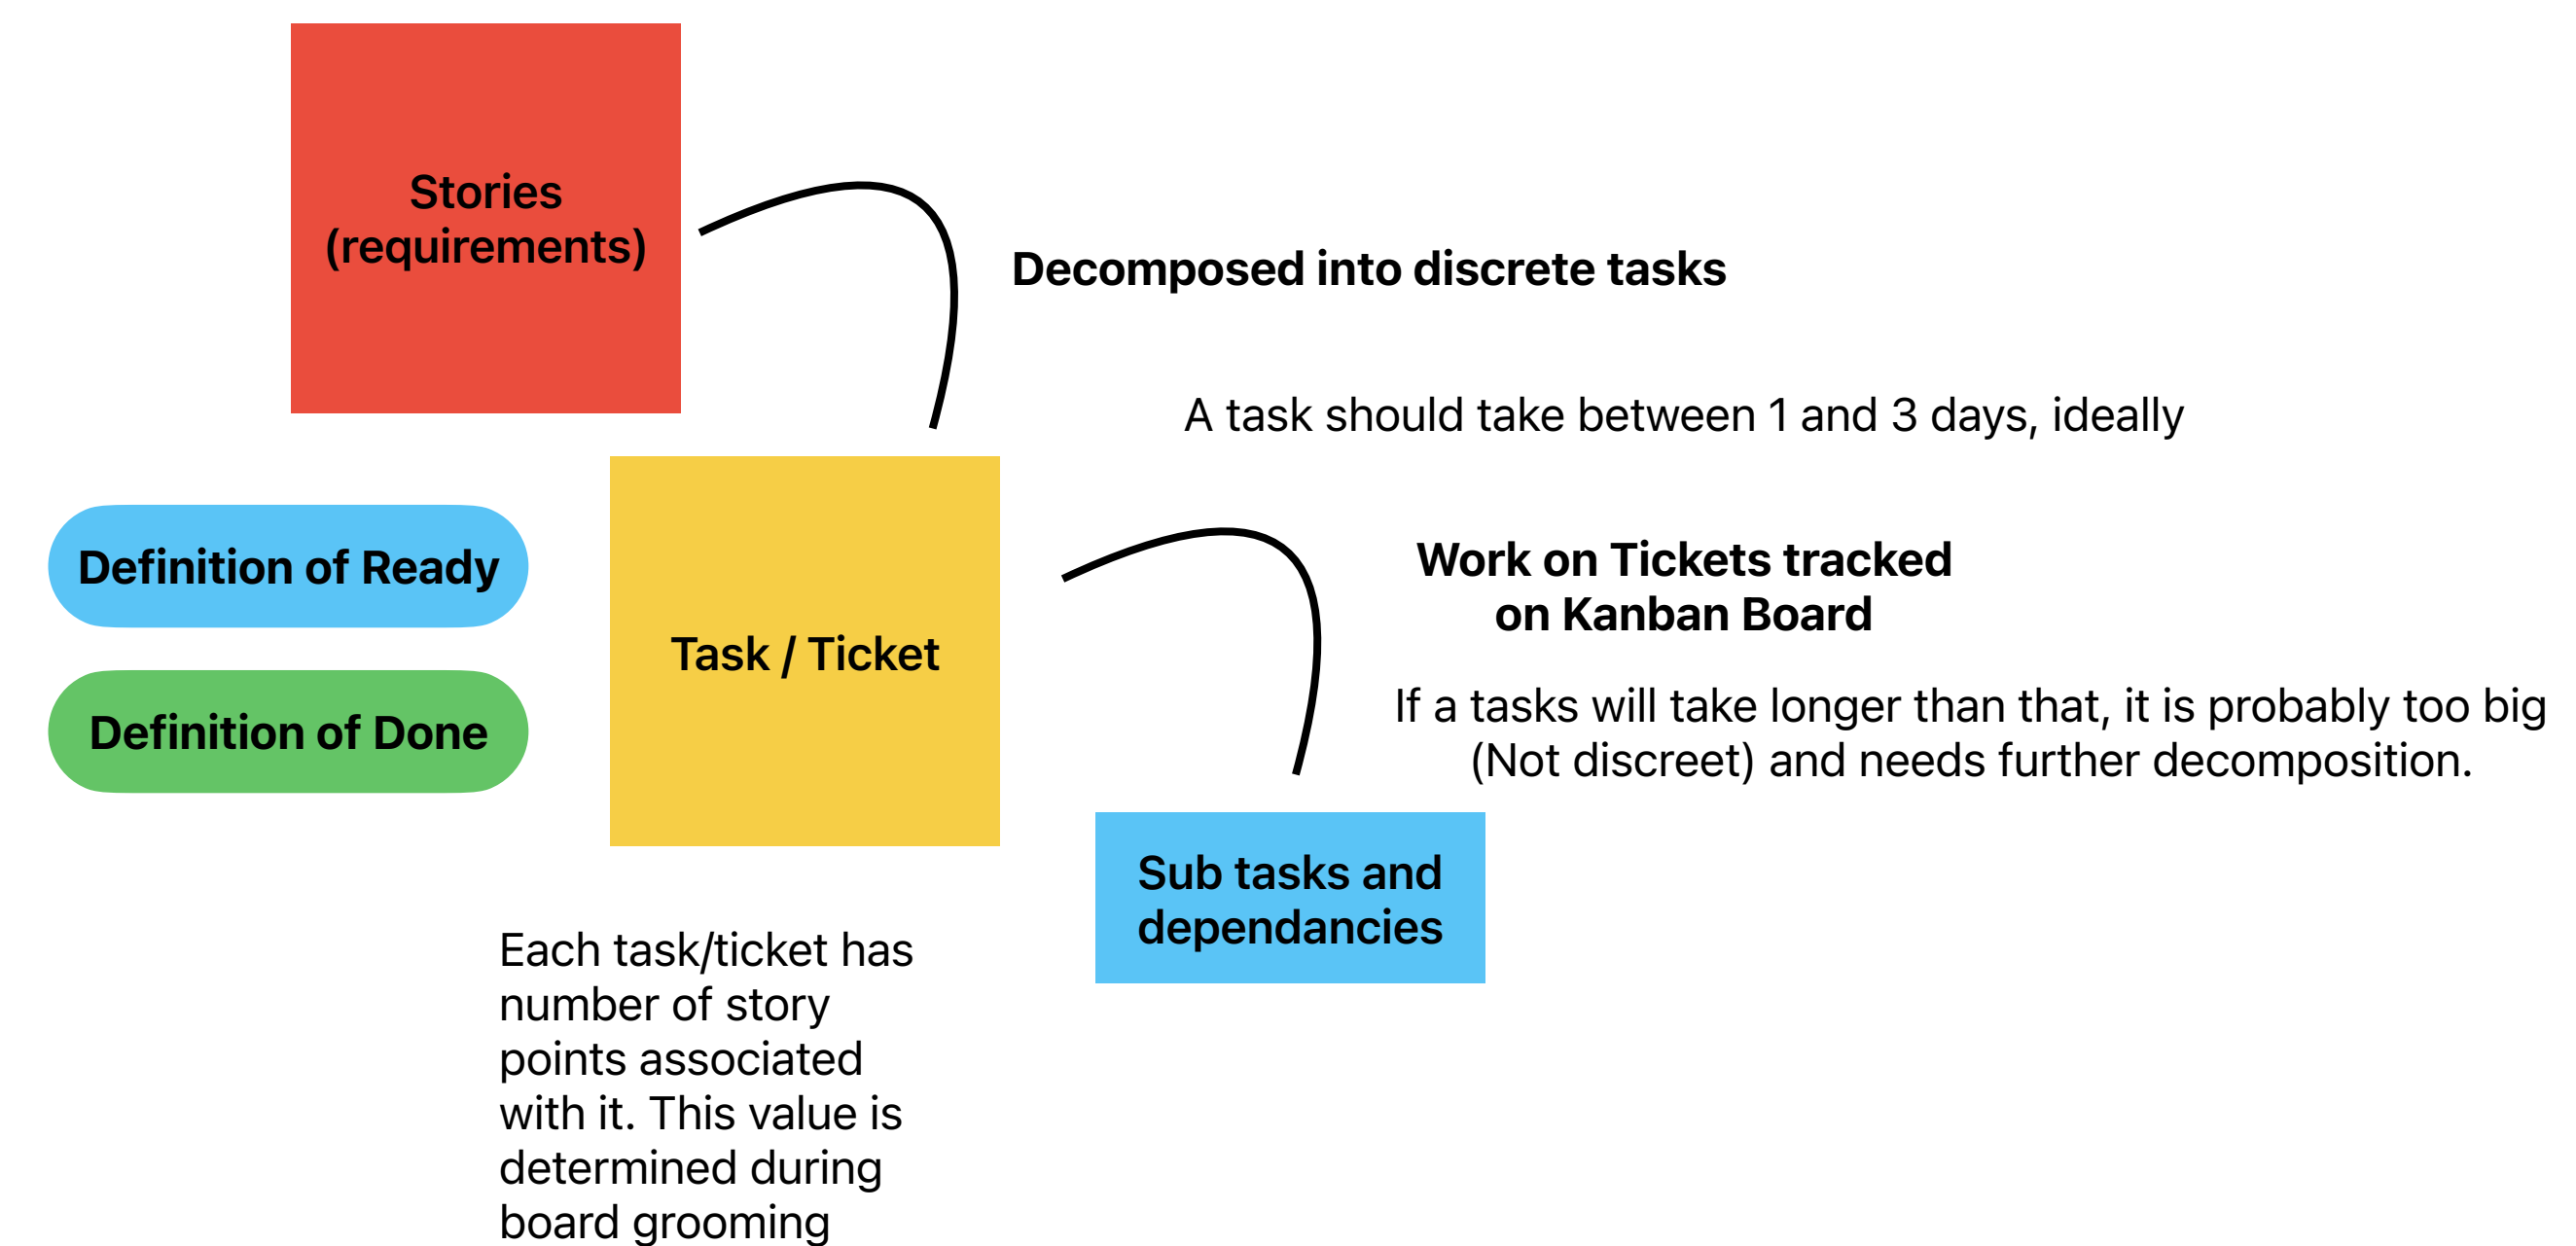 Stories
(requirements)
Decomposed into discrete tasks
A task should take between 1 and 3 days, ideally
Definition of Ready
Definition of Done
Task / Ticket
Work on Tickets tracked
on Kanban Board
If a tasks will take longer than that, it is probably too big
(Not discreet) and needs further decomposition.
Sub tasks and
dependancies
Each task/ticket has
number of story
points associated
with it. This value is
determined during
board grooming